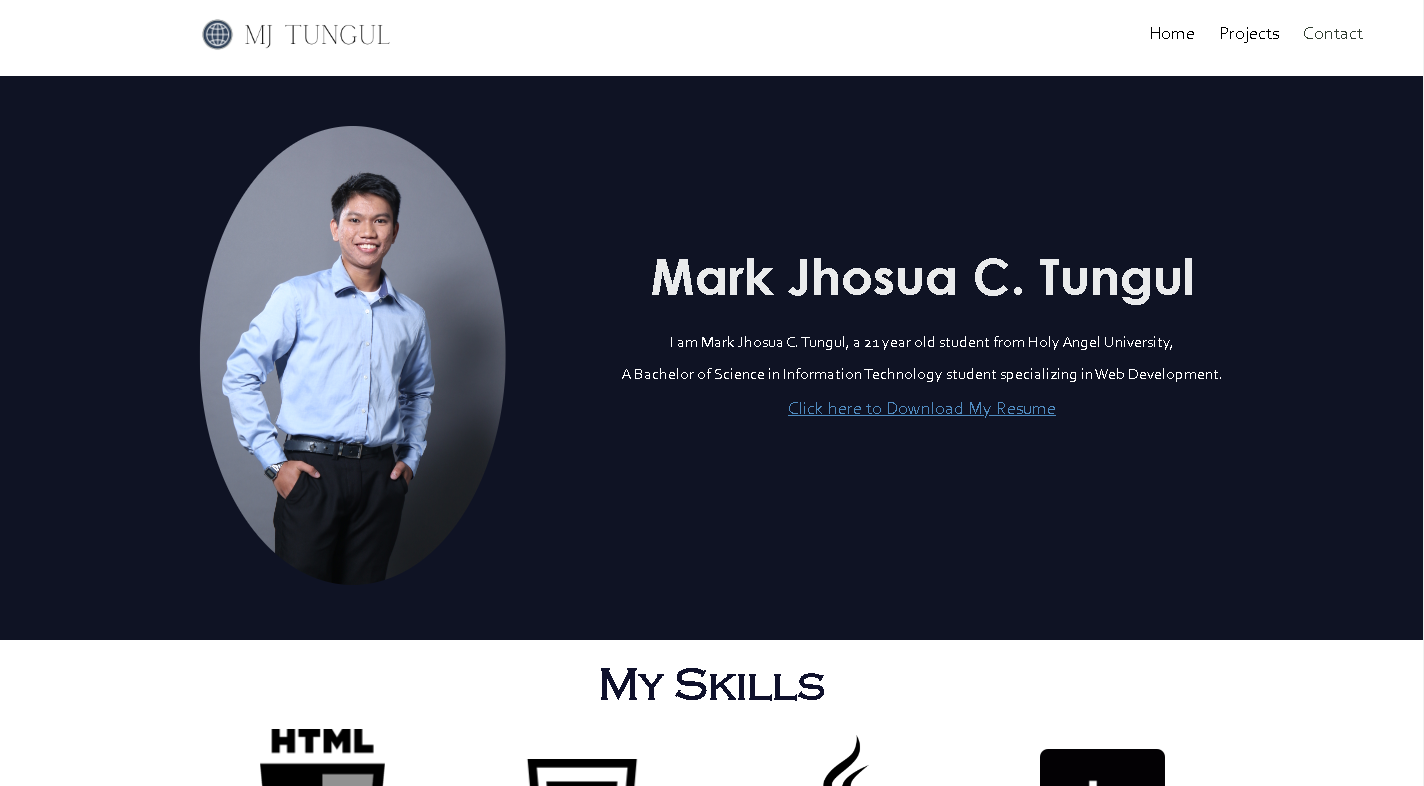 MJ TUNGUL
Home Projects Contact
Mark Jhosua C. Tungul
I am Mark Jhosua C. Tungul, a 21 year old student from Holy Angel University,
A Bachelor of Science in Information Technology student specializing in Web Development.
Click here to Download My Resume
My Skills
HTML